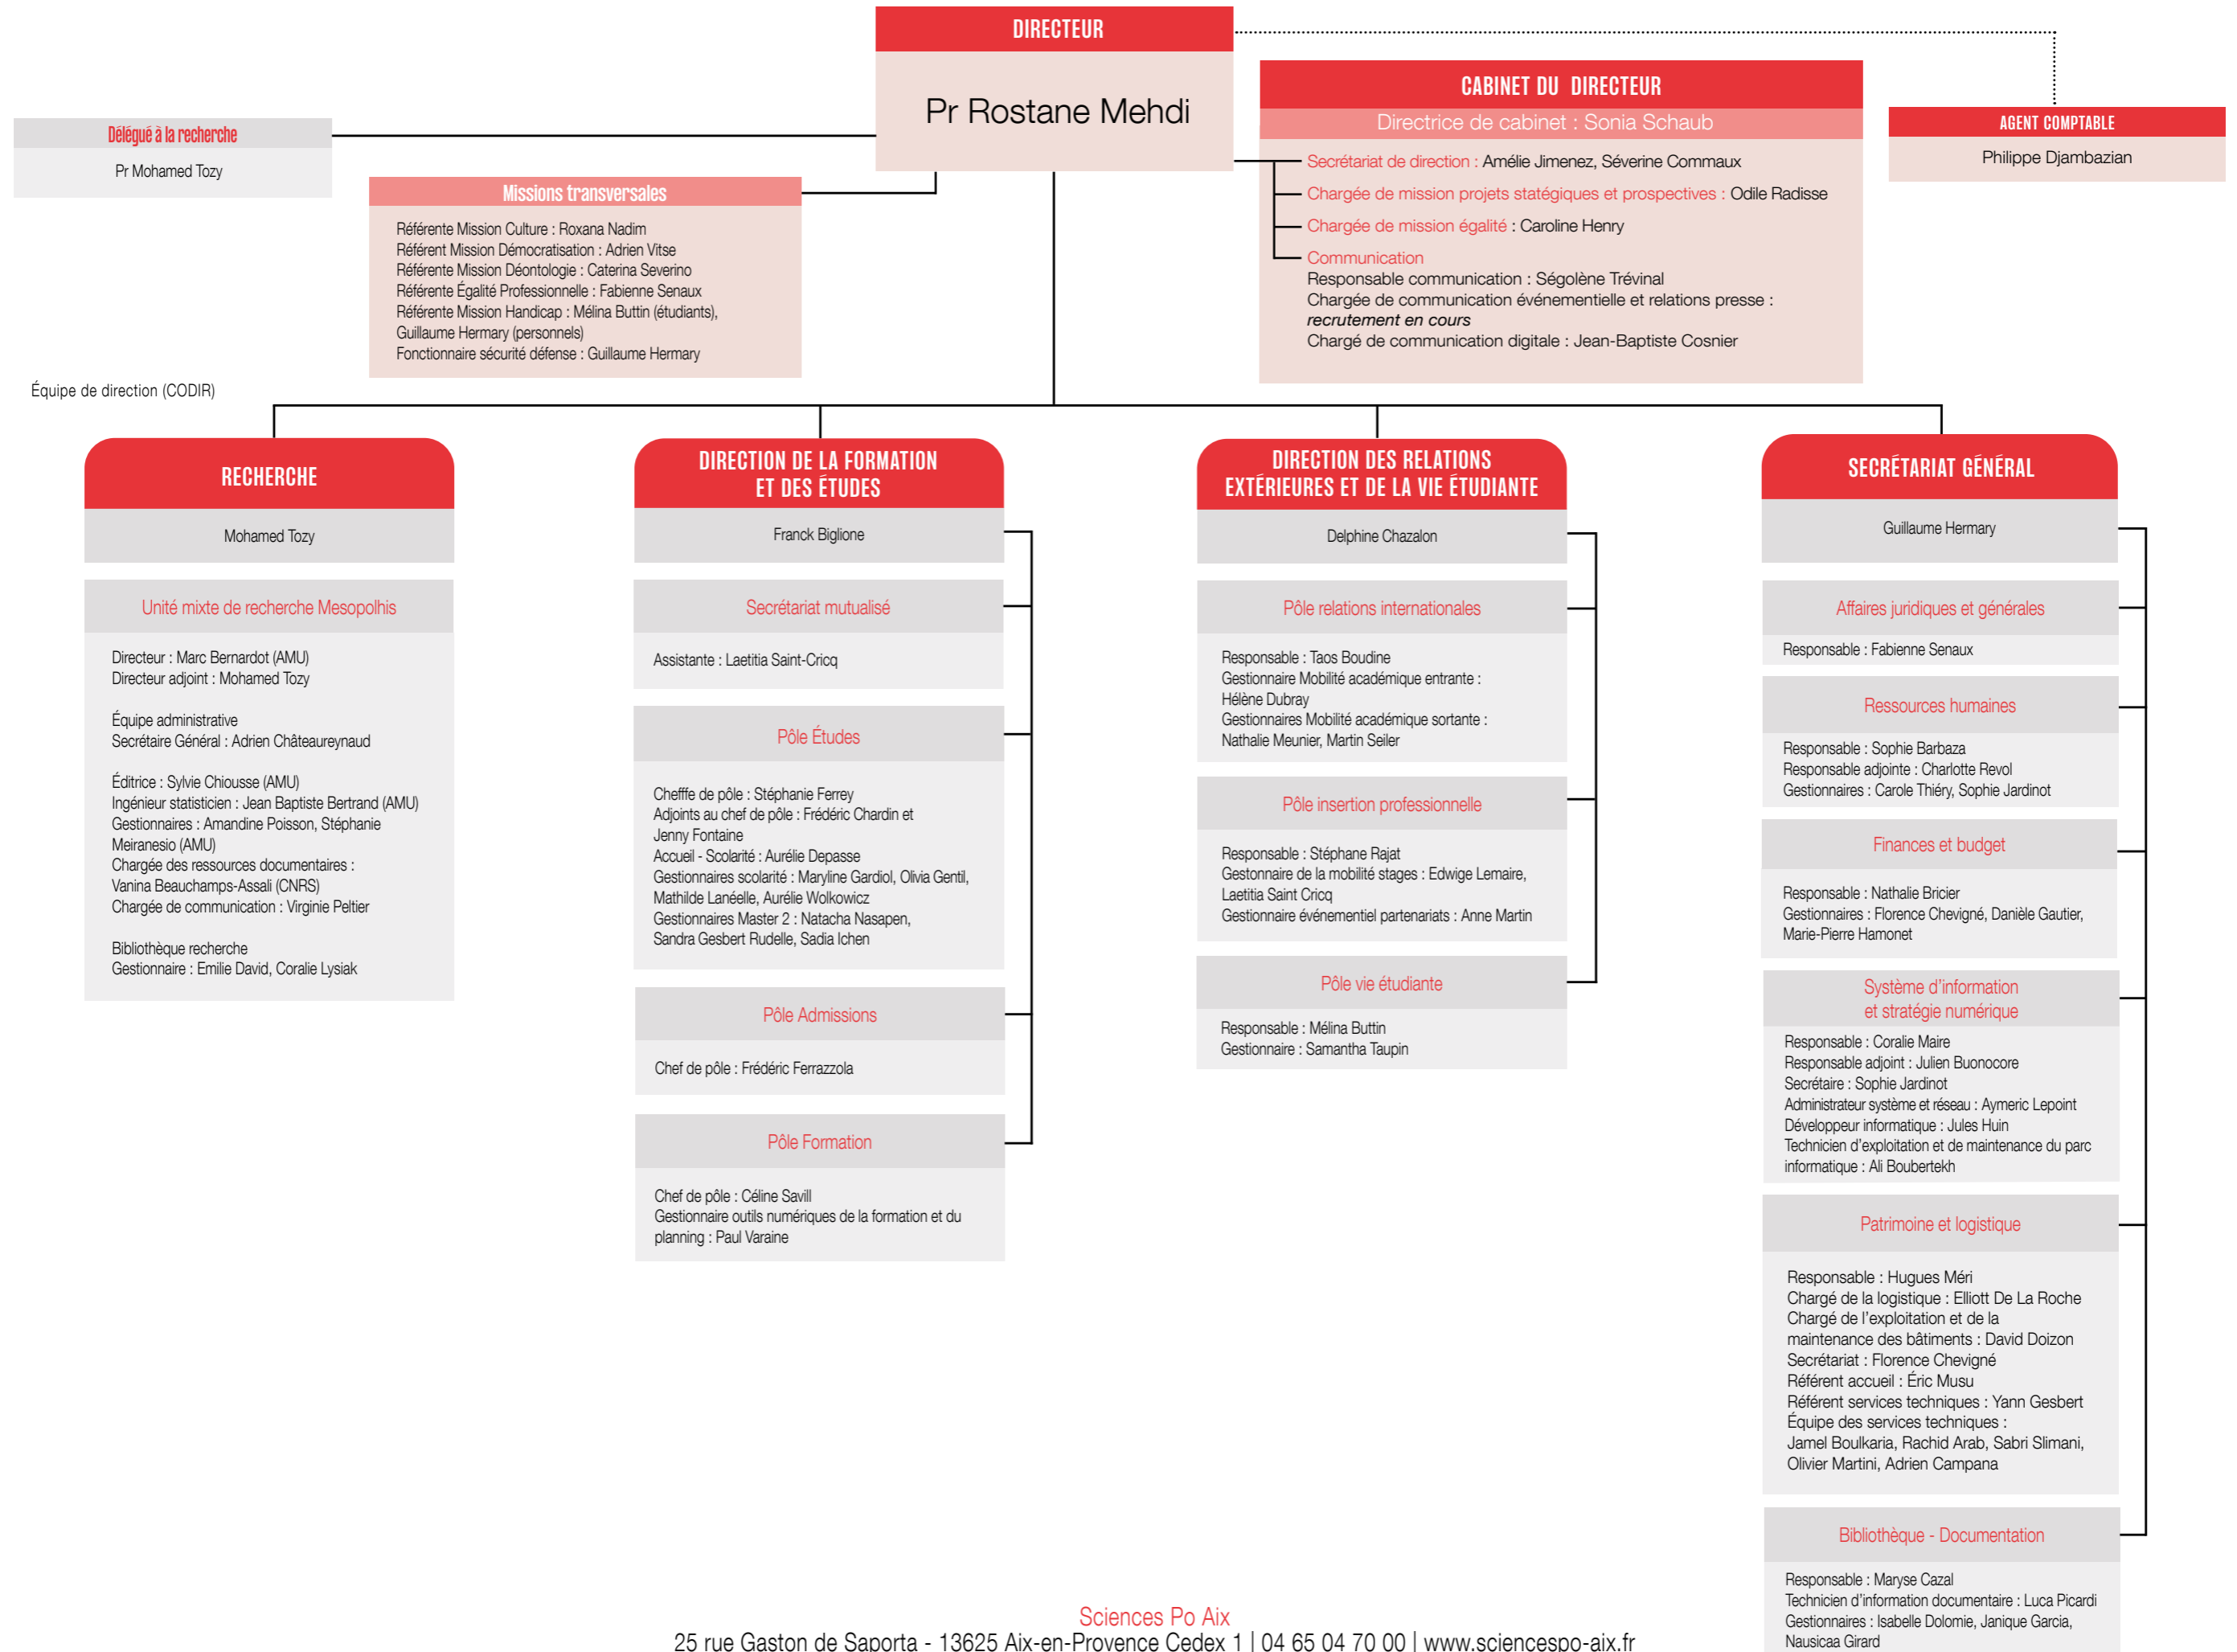 DIRECTEUR
Pr Rostane Mehdi
CABINET DU DIRECTEUR
Directrice de cabinet : Sonia Schaub
Secrétariat de direction : Amélie Jimenez, Séverine Commaux
Chargée de mission projets statégiques et prospectives : Odile Radisse
Chargée de mission égalité : Caroline Henry
Communication
Responsable communication : Ségolène Trévinal
Chargée de communication événementielle et relations presse :
recrutement en cours
Chargé de communication digitale : Jean-Baptiste Cosnier
AGENT COMPTABLE
Philippe Djambazian
Délégué à la recherche
Pr Mohamed Tozy
Missions transversales
Référente Mission Culture : Roxana Nadim
Référent Mission Démocratisation : Adrien Vitse
Référente Mission Déontologie : Caterina Severino
Référente Égalité Professionnelle : Fabienne Senaux
Référente Mission Handicap : Mélina Buttin (étudiants),
Guillaume Hermary (personnels)
Fonctionnaire sécurité défense : Guillaume Hermary
Équipe de direction (CODIR)
RECHERCHE
Mohamed Tozy
Unité mixte de recherche Mesopolhis
Directeur : Marc Bernardot (AMU)
Directeur adjoint : Mohamed Tozy
Équipe administrative
Secrétaire Général : Adrien Châteaureynaud
Éditrice : Sylvie Chiousse (AMU)
Ingénieur statisticien : Jean Baptiste Bertrand (AMU)
Gestionnaires : Amandine Poisson, Stéphanie
Meiranesio (AMU)
Chargée des ressources documentaires :
Vanina Beauchamps-Assali (CNRS)
Chargée de communication : Virginie Peltier
Bibliothèque recherche
Gestionnaire : Emilie David, Coralie Lysiak
DIRECTION DE LA FORMATION
ET DES ÉTUDES
Franck Biglione
Secrétariat mutualisé
Assistante : Laetitia Saint-Cricq
Pôle Études
Chefffe de pôle : Stéphanie Ferrey
Adjoints au chef de pôle : Frédéric Chardin et
Jenny Fontaine
Accueil - Scolarité : Aurélie Depasse
Gestionnaires scolarité : Maryline Gardiol, Olivia Gentil,
Mathilde Lanéelle, Aurélie Wolkowicz
Gestionnaires Master 2 : Natacha Nasapen,
Sandra Gesbert Rudelle, Sadia Ichen
Pôle Admissions
Chef de pôle : Frédéric Ferrazzola
Pôle Formation
Chef de pôle : Céline Savill
Gestionnaire outils numériques de la formation et du
planning : Paul Varaine
DIRECTION DES RELATIONS
EXTÉRIEURES ET DE LA VIE ÉTUDIANTE
Delphine Chazalon
Pôle relations internationales
Responsable : Taos Boudine
Gestionnaire Mobilité académique entrante :
Hélène Dubray
Gestionnaires Mobilité académique sortante :
Nathalie Meunier, Martin Seiler
Pôle insertion professionnelle
Responsable : Stéphane Rajat
Gestonnaire de la mobilité stages : Edwige Lemaire,
Laetitia Saint Cricq
Gestionnaire événementiel partenariats : Anne Martin
Pôle vie étudiante
Responsable : Mélina Buttin
Gestionnaire : Samantha Taupin
SECRÉTARIAT GÉNÉRAL
Guillaume Hermary
Affaires juridiques et générales
Responsable : Fabienne Senaux
Ressources humaines
Responsable : Sophie Barbaza
Responsable adjointe : Charlotte Revol
Gestionnaires : Carole Thiéry, Sophie Jardinot
Finances et budget
Responsable : Nathalie Bricier
Gestionnaires : Florence Chevigné, Danièle Gautier,
Marie-Pierre Hamonet
Système d'information
et stratégie numérique
Responsable : Coralie Maire
Responsable adjoint : Julien Buonocore
Secrétaire : Sophie Jardinot
Administrateur système et réseau : Aymeric Lepoint
Développeur informatique : Jules Huin
Technicien d'exploitation et de maintenance du parc
informatique : Ali Boubertekh
Patrimoine et logistique
Responsable : Hugues Méri
Chargé de la logistique : Elliott De La Roche
Chargé de l'exploitation et de la
maintenance des bâtiments : David Doizon
Secrétariat : Florence Chevigné
Référent accueil : Éric Musu
Référent services techniques : Yann Gesbert
Équipe des services techniques :
Jamel Boulkaria, Rachid Arab, Sabri Slimani,
Olivier Martini, Adrien Campana
Bibliothèque - Documentation
Responsable : Maryse Cazal
Technicien d'information documentaire : Luca Picardi
Gestionnaires : Isabelle Dolomie, Janique Garcia,
Nausicaa Girard
Sciences Po Aix
25 rue Gaston de Saporta - 13625 Aix-en-Provence Cedex 1 | 04 65 04 70 00 | www.sciencespo-aix.fr